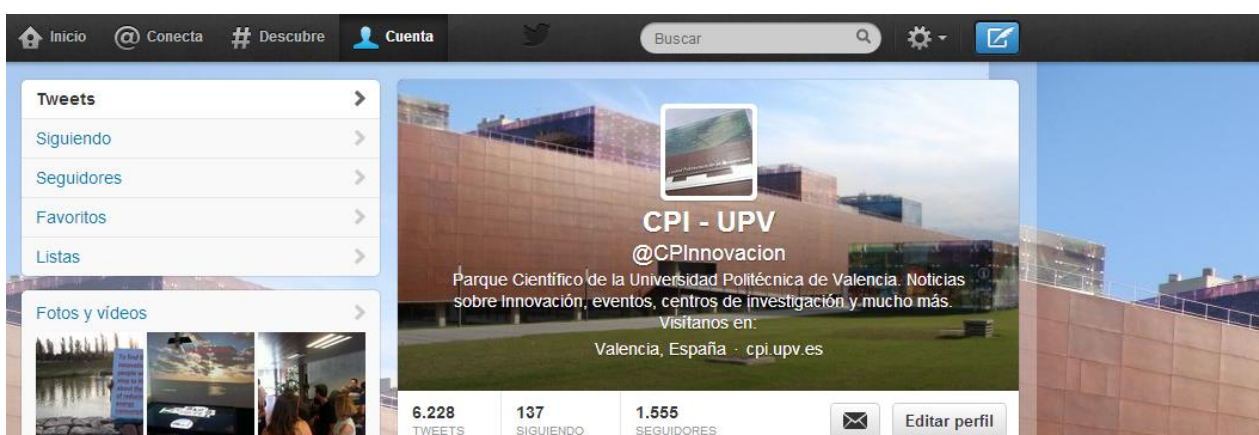 Inicio
Conecta
Descubre
Cuenta
Buscar
Tweets
Siguiendo
Seguidores
Favoritos
Listas
Fotos y vídeos
CPI - UPV
@CPInnovacion
Parque Científico de la Universidad Politécnica de Valencia. Noticias
sobre Innovación, eventos, centros de investigación y mucho más.
Visítanos en:
Valencia, España · cpi.upv.es
6.228
TWEETS
137
SIGUIENDO
1.555
SEGUIDORES
Editar perfil